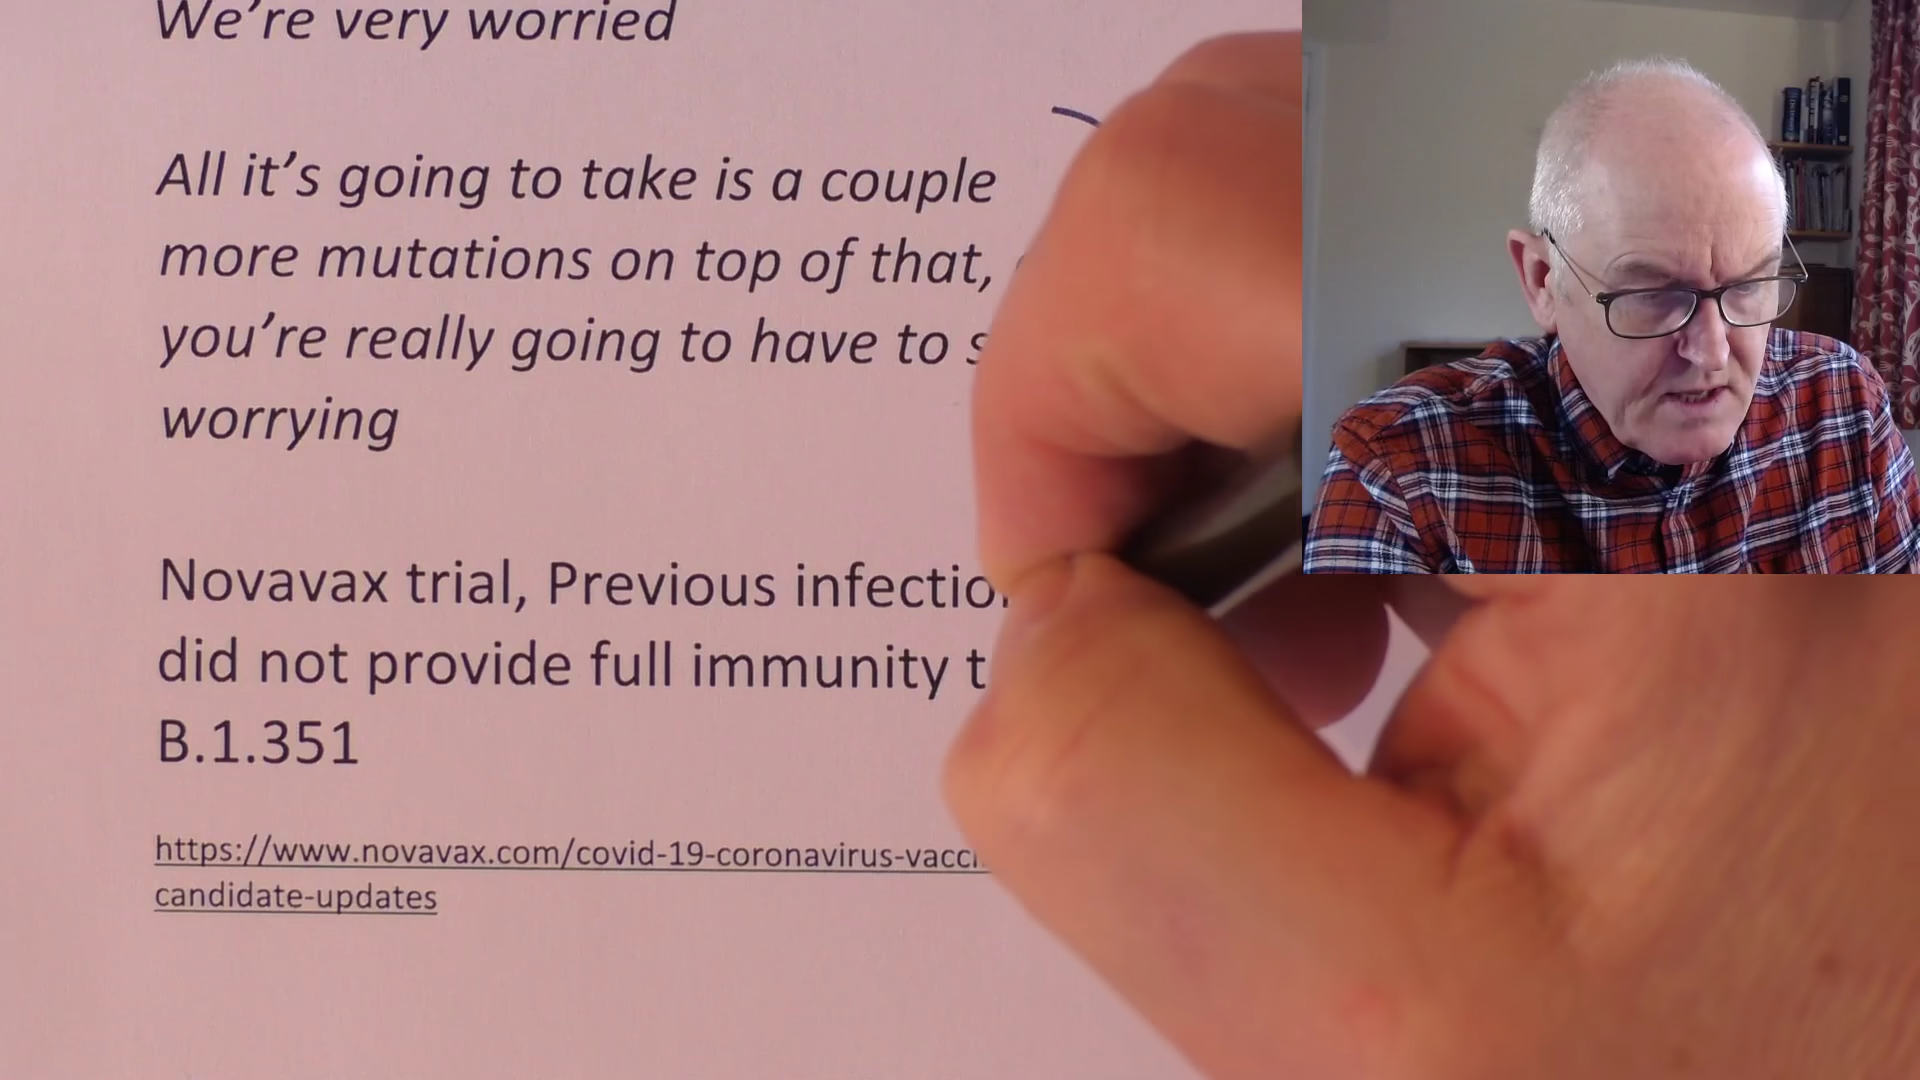 We're very worried
All it's going to take is a couple
more mutations on top of that,
you're really going to have to
worrying
Novavax trial, Previous
did not provide full immunity
B.1.351
https://www.novavax.com/covid-19-coronavirus-
candidate-updates